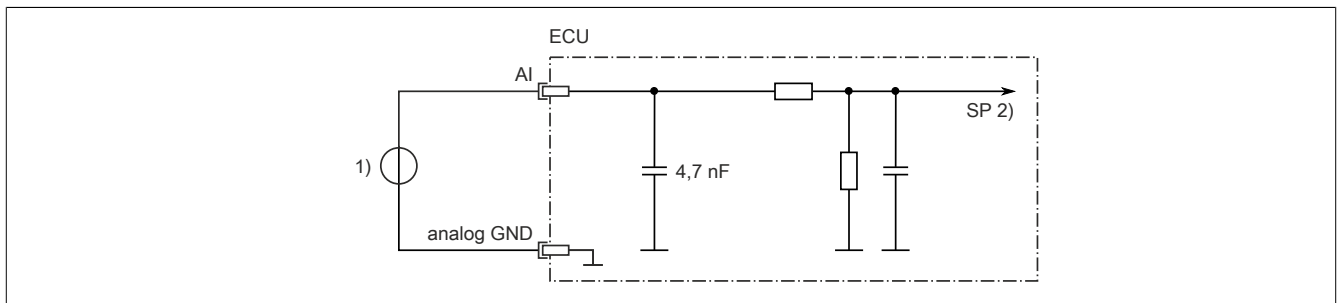 ECU
AI
SP 2)
1)
4,7 nF
analog GND